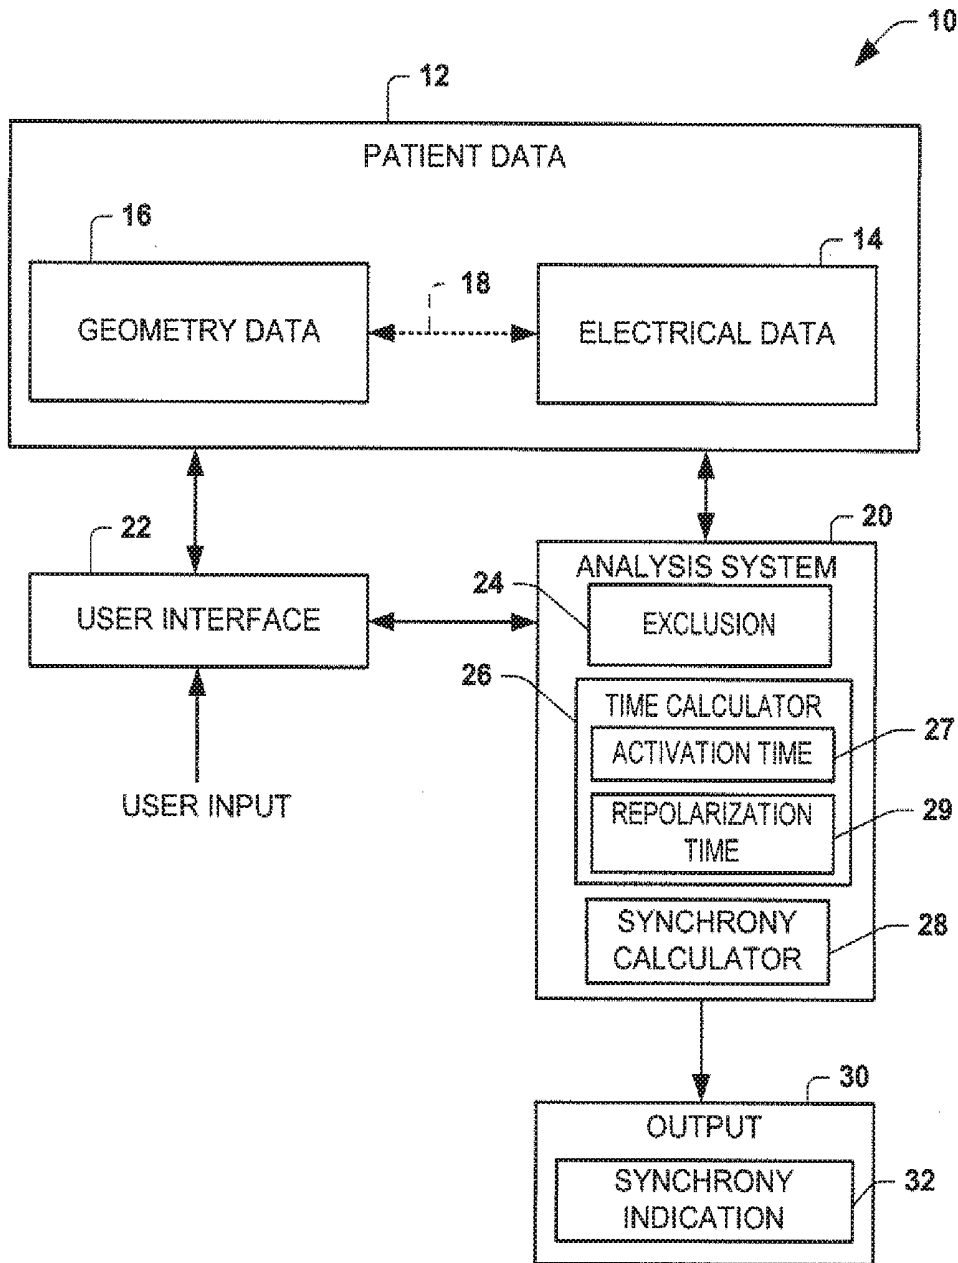 10
12
PATIENT DATA
16
14
18
GEOMETRY DATA
ELECTRICAL DATA
22
20
USER INTERFACE
ANALYSIS SYSTEM
24
EXCLUSION
26
TIME CALCULATOR
27
ACTIVATION TIME
USER INPUT
REPOLARIZATION
TIME
29
SYNCHRONY
CALCULATOR
28
30
OUTPUT
SYNCHRONY
INDICATION
32